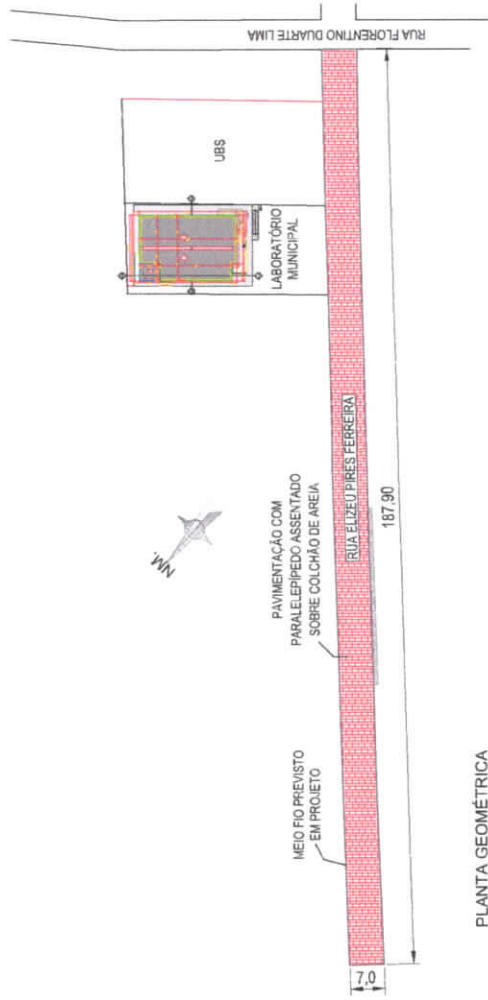 RUA FLORENTINO DUARTE LIMA
UBS
LABORATÓRIO
MUNICIPAL
NM.
PAVIMENTAÇÃO COM
PARALELEPÍPEDO ASSENTADO
SOBRE COLCHÃO DE AREIA
RUA ELIZEU PIRES FERREIRA
187,90
MEIO FIO PREVISTO
EM PROJETO
7,0
PLANTA GEOMÉTRICA